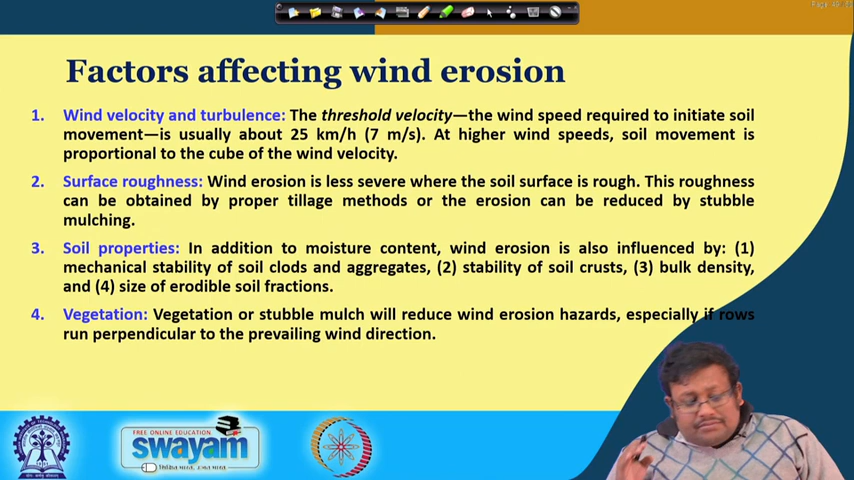 Factors affecting wind erosion
1. Wind velocity and turbulence: The threshold velocity—the wind speed required to initiate soil
movement—is usually about 25 km/h (7 m/s). At higher wind speeds, soil movement is
proportional to the cube of the wind velocity.
2. Surface roughness: Wind erosion is less severe where the soil surface is rough. This roughness
can be obtained by proper tillage methods or the erosion can be reduced by stubble
mulching.
3. Soil properties: In addition to moisture content, wind erosion is also influenced by: (1)
mechanical stability of soil clods and aggregates, (2) stability of soil crusts, (3) bulk density,
and (4) size of erodible soil fractions.
4. Vegetation: Vegetation or stubble mulch will reduce wind erosion hazards, especially if rows
run perpendicular to the prevailing wind direction.
FREE ONLINE EDUCATION
swayam